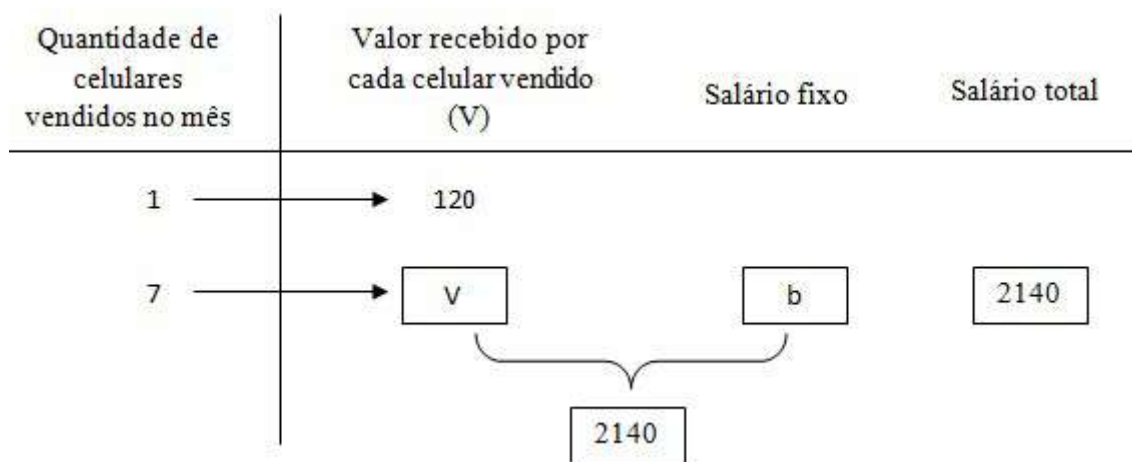 Quantidade de
celulares
vendidos no mês
Valor recebido por
cada celular vendido
(V)
Salário fixo
Salário total
1
120
7
V
b
2140
2140